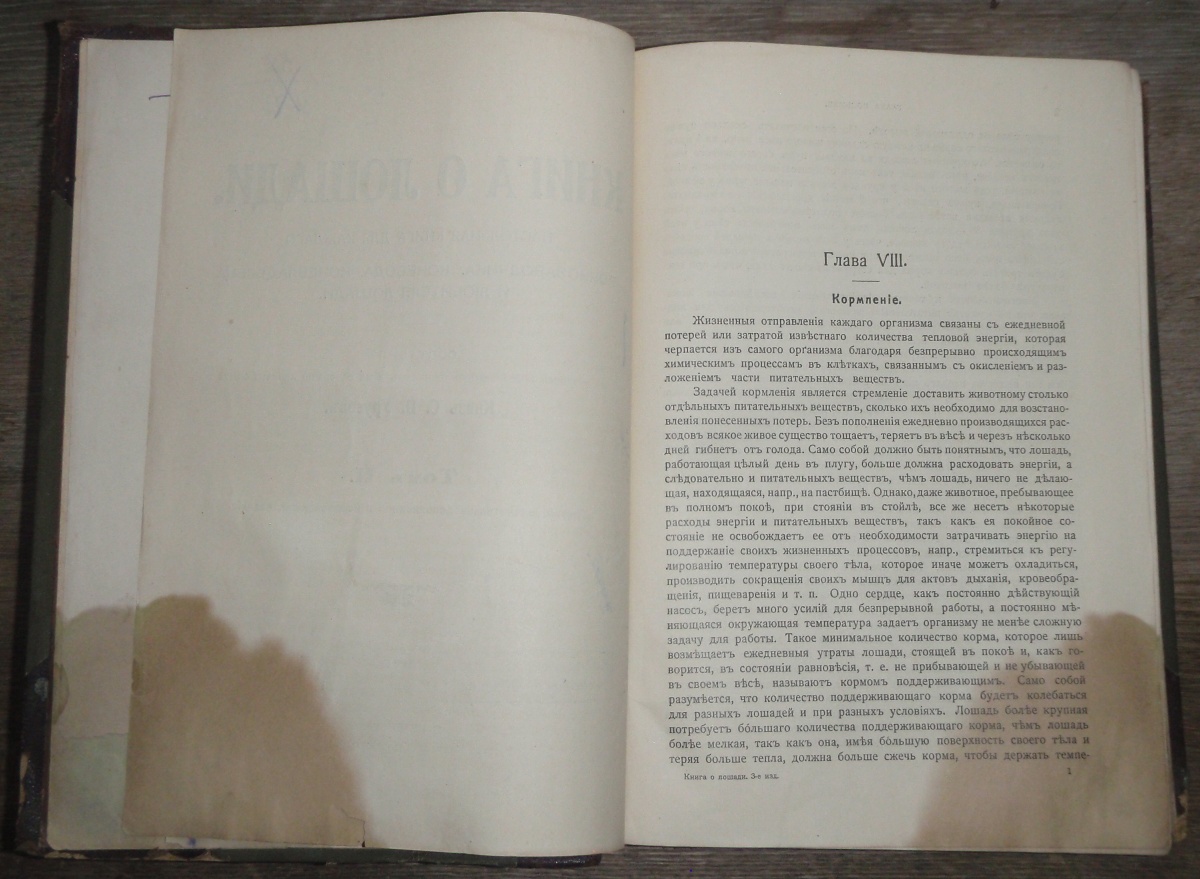 КНИГА О ЛОШАДИ.
Глава VIII.
Кормленіе.
Жизненныя отправленія каждаго организма связаны съ ежедневной
потерей или затратой извѣстнаго количества тепловой энергіи, которая
черпается изъ самого организма благодаря безпрерывно происходящимъ
химическимъ процессамъ въ клѣткахъ, связаннымъ съ окисленіемъ и раз-
ложеніемъ части питательныхъ веществъ.
Задачей кормленія является стремленіе доставить животному столько
отдѣльныхъ питательныхъ веществъ, сколько ихъ необходимо для возстано-
вленія понесенныхъ потерь. Безъ пополненія ежедневно производящихся рас-
ходовъ всякое живое существо тощаетъ, теряетъ въ вѣсѣ и черезъ нѣсколько
дней гибнетъ отъ голода. Само собой должно быть понятнымъ, что лошадь,
работающая цѣлый день въ плугу, больше должна расходовать энергіи, а
слѣдовательно и питательныхъ веществъ, чѣмъ лошадь, ничего не дѣлаю-
щая, находящаяся, напр., на пастбищѣ. Однако, даже животное, пребывающее
въ полномъ покоѣ, при стояніи въ стойлѣ, все же несетъ нѣкоторые
расходы энергіи и питательныхъ веществъ, такъ какъ ея покойное со-
стояніе не освобождаетъ ее отъ необходимости затрачивать энергію на
поддержаніе своихъ жизненныхъ процессовъ, напр., стремиться къ регу-
лированію температуры своего тѣла, которое иначе можетъ охладиться,
производить сокращенія своихъ мышцъ для актовъ дыханія, кровеобра-
щенія, пищеваренія и т. п. Одно сердце, какъ постоянно дѣйствующій
насосъ, беретъ много усилій для безпрерывной работы, а постоянно мѣ-
няющаяся окружающая температура задаетъ организму не менѣе сложную
задачу для работы. Такое минимальное количество корма, которое лишь
возмѣщаетъ ежедневныя утраты лошади, стоящей въ покоѣ и, какъ го-
ворится, въ состояніи равновѣсія, т. е. не прибывающей и не убывающей
въ своемъ вѣсѣ, называютъ кормомъ поддерживающимъ. Само собой
разумѣется, что количество поддерживающаго корма будетъ колебаться
для разныхъ лошадей и при разныхъ условіяхъ. Лошадь болѣе крупная
потребуетъ бо́льшаго количества поддерживающаго корма, чѣмъ лошадь
болѣе мелкая, такъ какъ она, имѣя бо́льшую поверхность своего тѣла и
теряя больше тепла, должна больше сжечь корма, чтобы держать темпе-
Книга о лошади. 3-е изд.
1